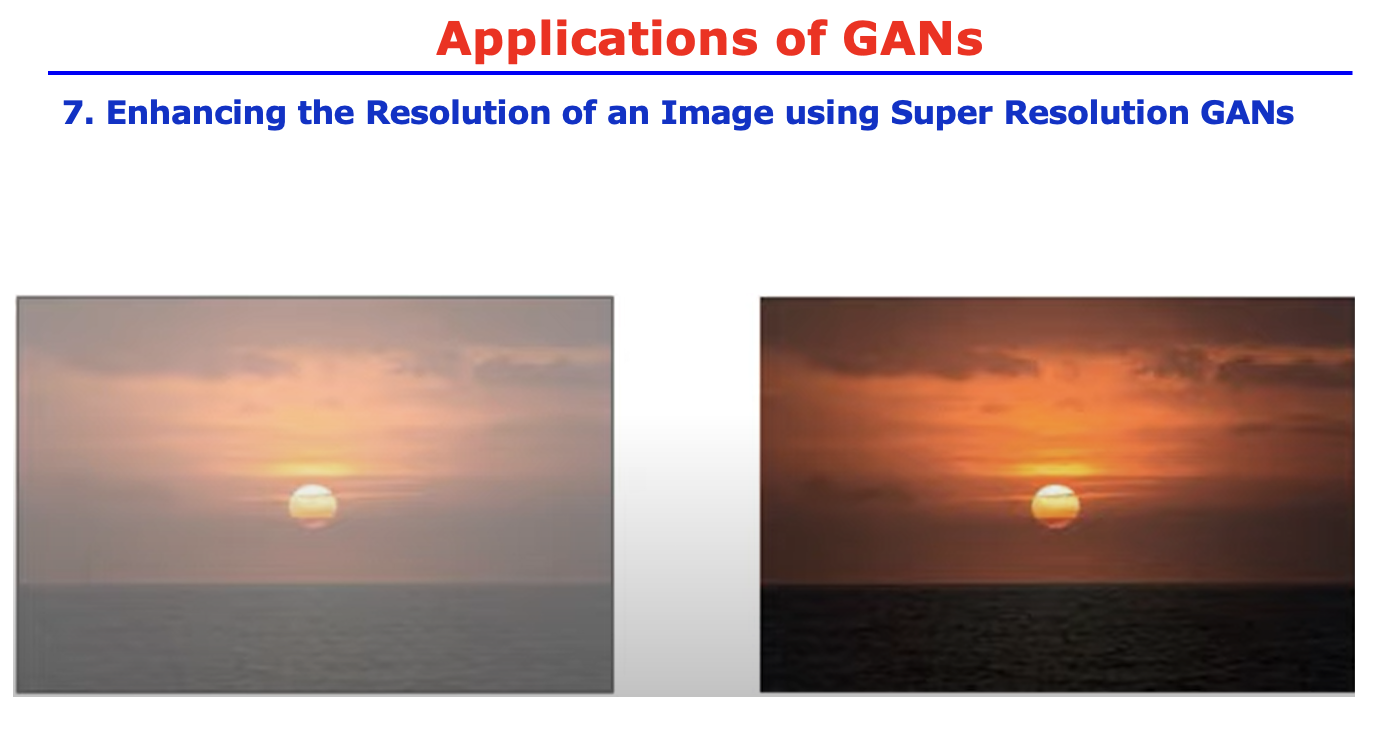 Applications of GANs
7. Enhancing the Resolution of an Image using Super Resolution GANs